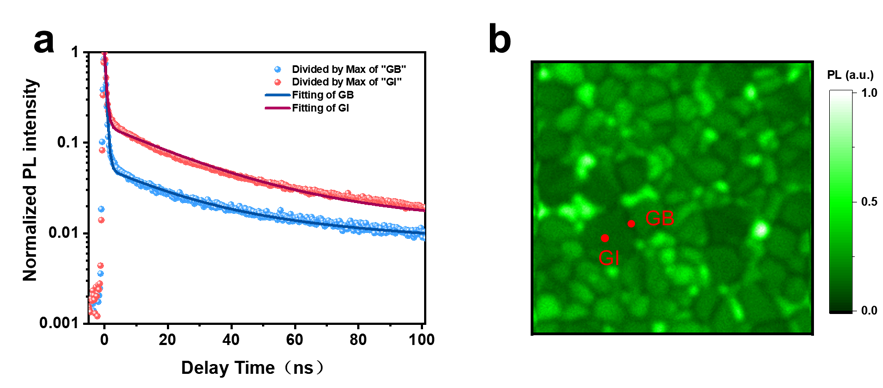 a
Normalized PL intensity
1
0.1
0.01
0.001
Divided by Max of "GB"
Divided by Max of "GI"
Fitting of GB
Fitting of GI
0
20
40
60
80
100
Delay Time（ns）
b
GB
GI
PL (a.u.)
1.0
0.5
0.0